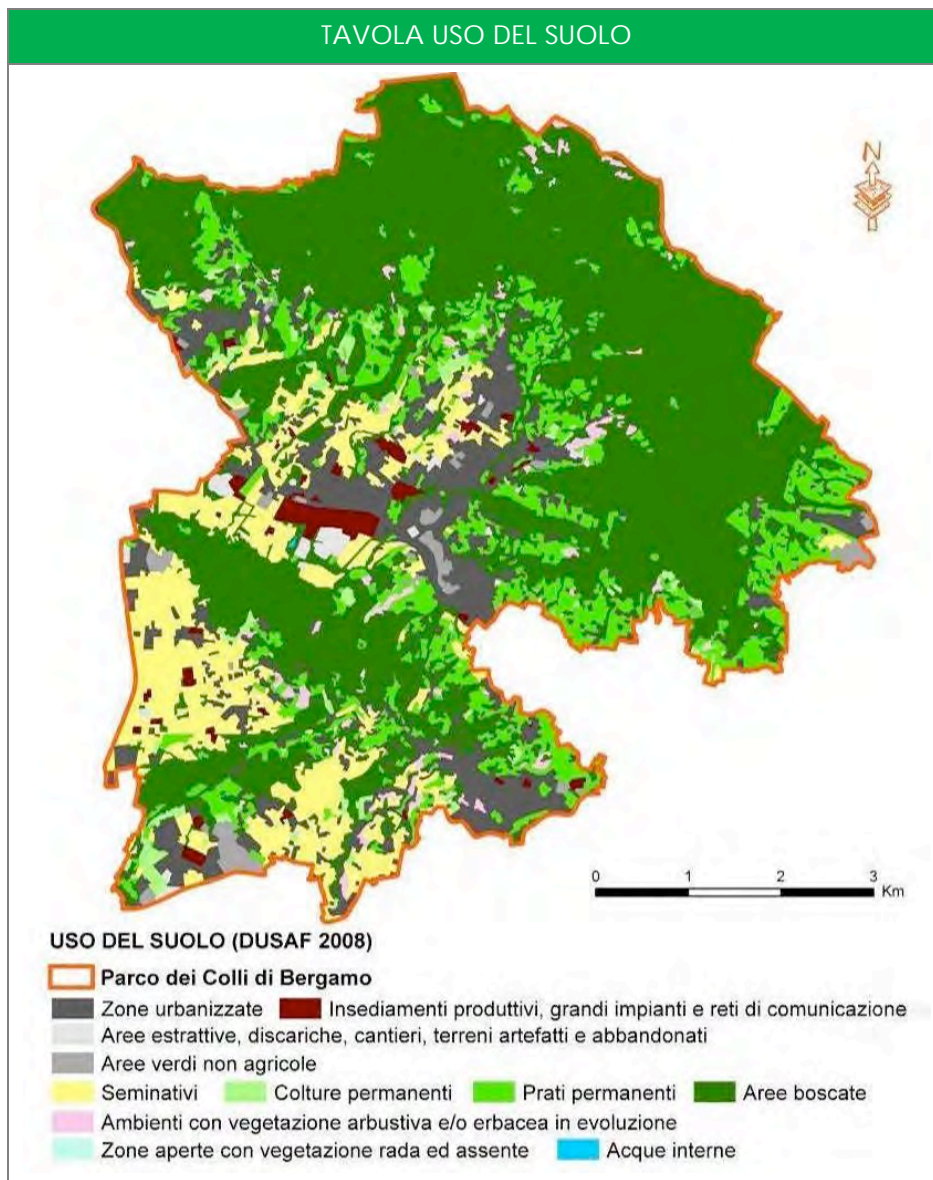 TAVOLA USO DEL SUOLO
N
0 1 2 3
Km
USO DEL SUOLO (DUSAF 2008)
Parco dei Colli di Bergamo
Zone urbanizzate Insediamenti produttivi, grandi impianti e reti di comunicazione
Aree estrattive, discariche, cantieri, terreni artefatti e abbandonati
Aree verdi non agricole
Seminativi Colture permanenti Prati permanenti Aree boscate
Ambienti con vegetazione arbustiva e/o erbacea in evoluzione
Zone aperte con vegetazione rada ed assente Acque interne